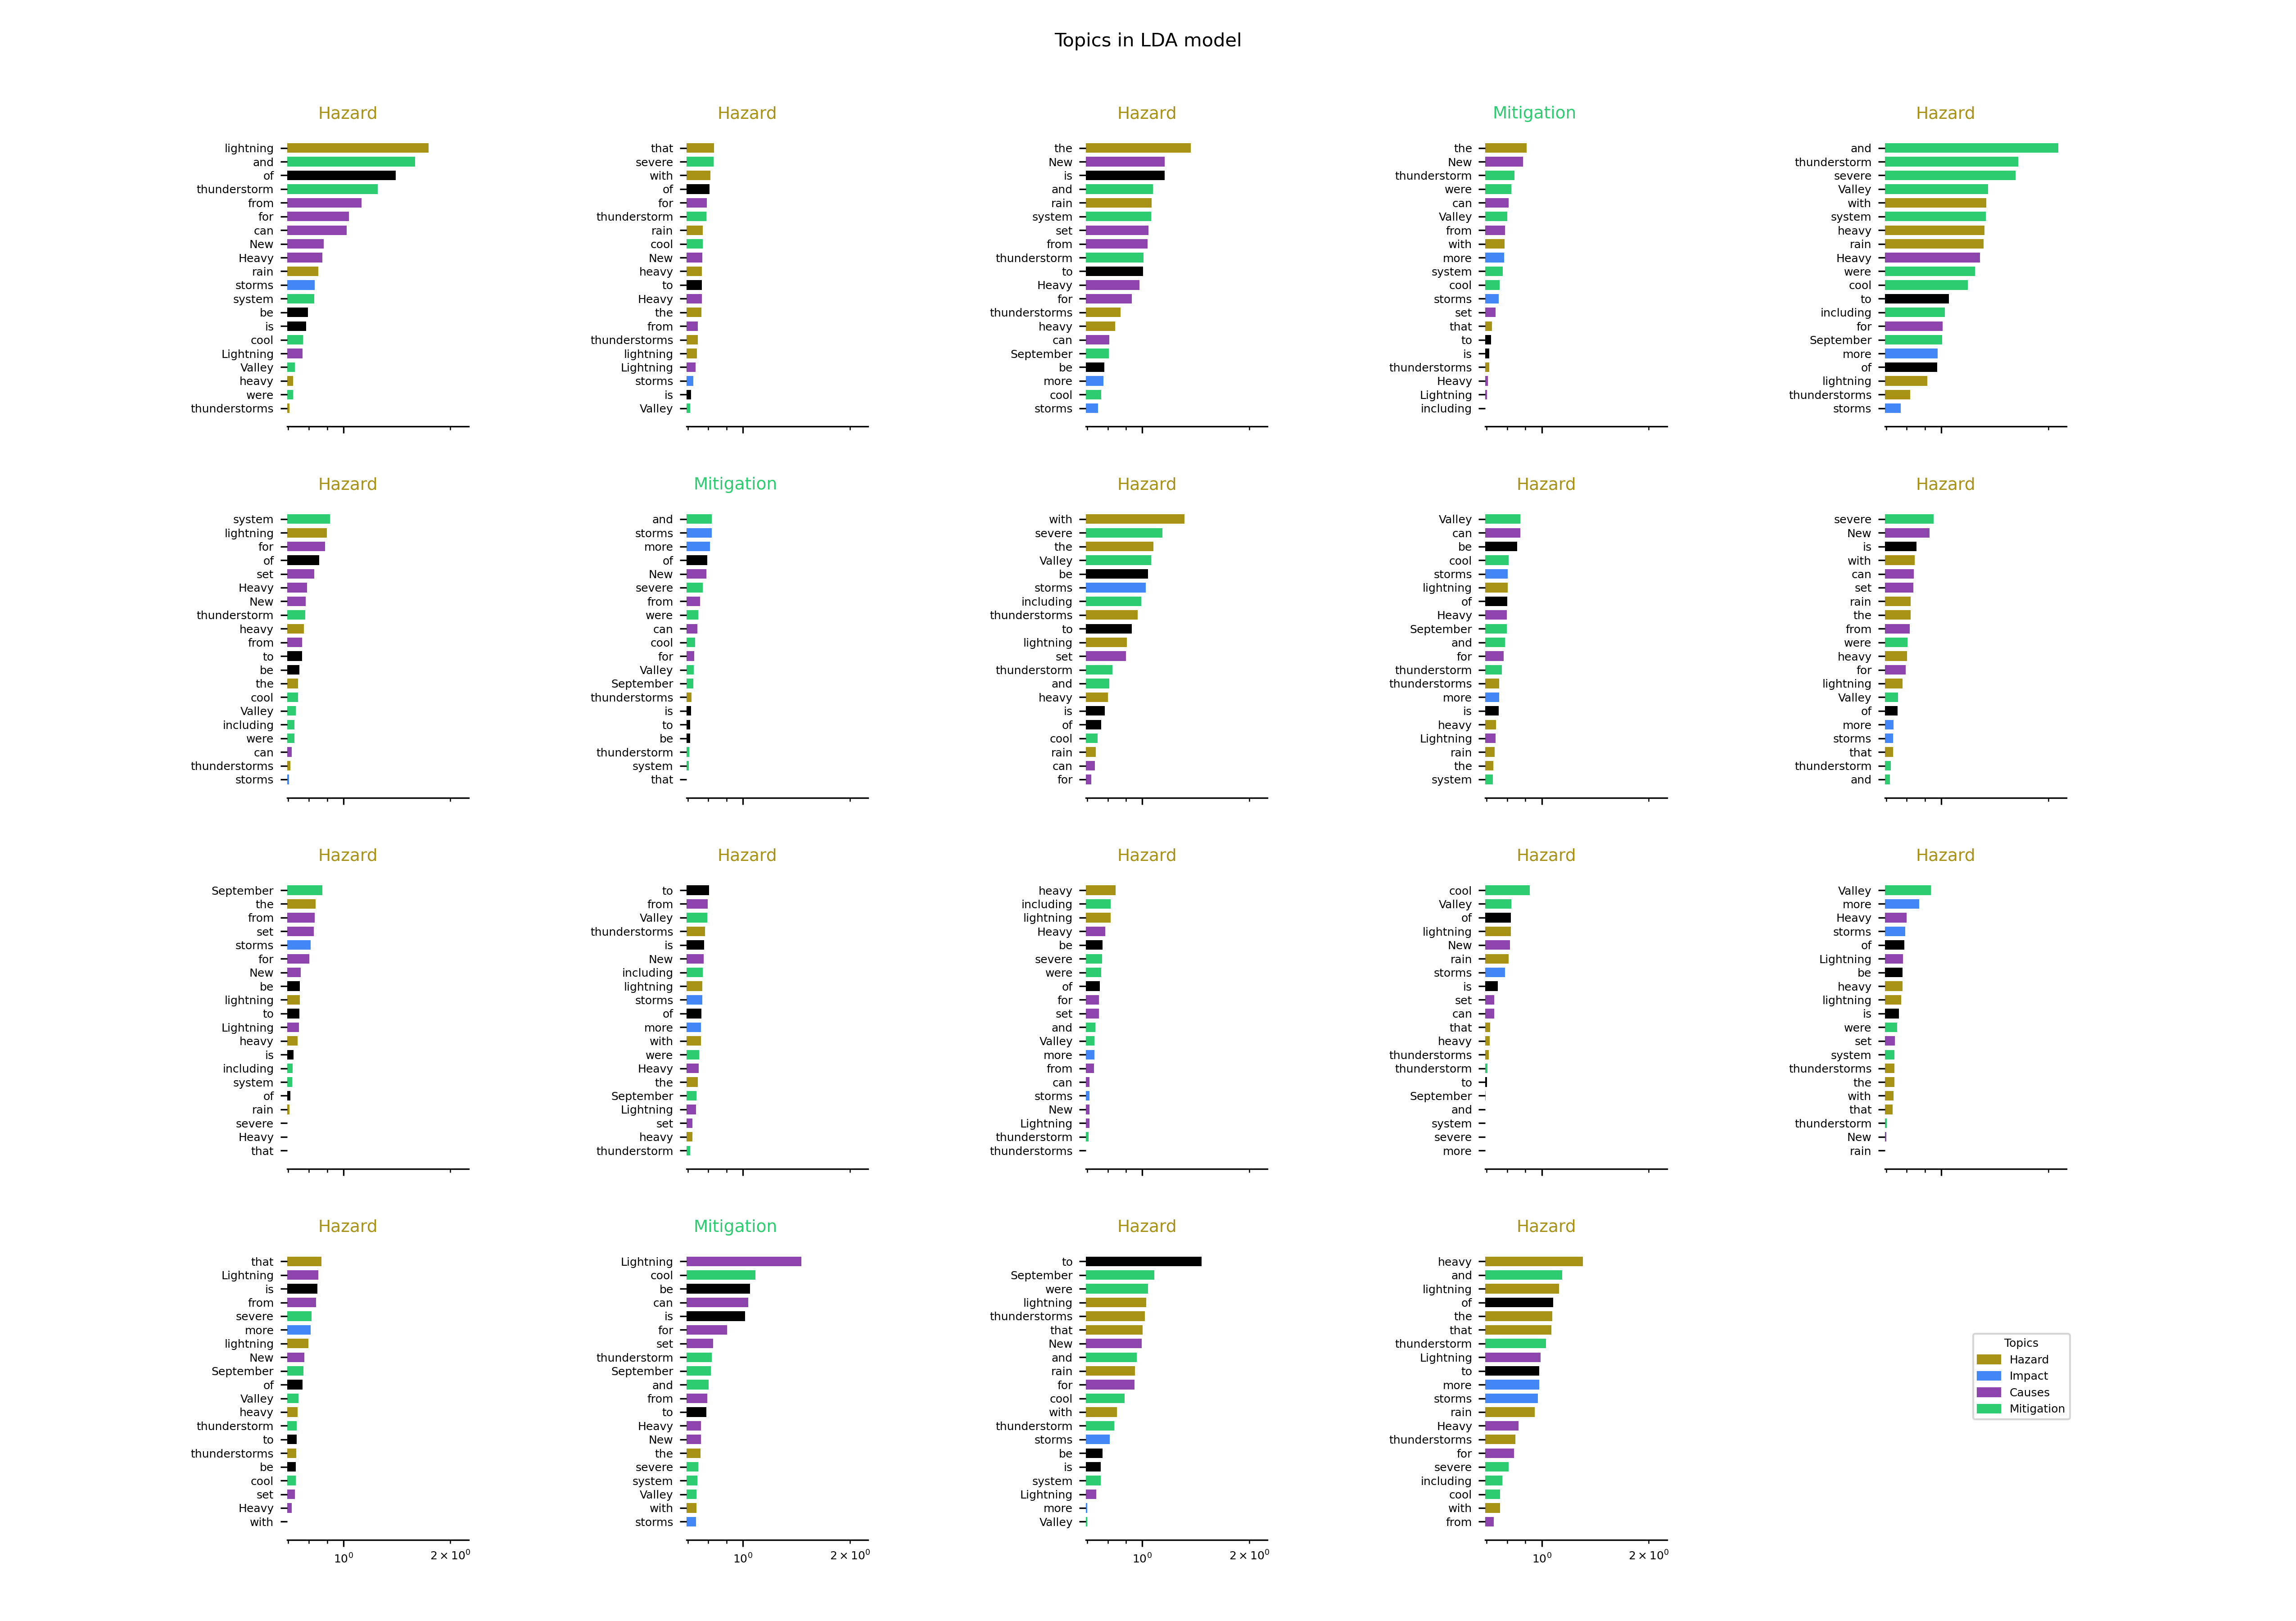 Topics in LDA model
Hazard
lightning
and
of
thunderstorm
from
for
can
New
Heavy
rain
storms
system
be
is
cool
Lightning
Valley
heavy
were
thunderstorms
Hazard
that
severe
with
of
for
thunderstorm
rain
cool
New
heavy
to
Heavy
the
from
thunderstorms
lightning
Lightning
storms
is
Valley
Hazard
the
New
is
and
rain
system
set
from
thunderstorm
to
Heavy
for
thunderstorms
heavy
can
September
be
more
cool
storms
Mitigation
the
New
thunderstorm
were
can
Valley
from
with
more
system
cool
storms
set
that
to
is
thunderstorms
Heavy
Lightning
including
Hazard
and
thunderstorm
severe
Valley
with
system
heavy
rain
Heavy
were
cool
to
including
for
September
more
of
lightning
thunderstorms
storms
Hazard
system
lightning
for
of
set
Heavy
New
thunderstorm
heavy
from
to
be
the
cool
Valley
including
were
can
thunderstorms
storms
Mitigation
and
storms
more
of
New
severe
from
were
can
cool
for
Valley
September
thunderstorms
is
to
be
thunderstorm
system
that
Hazard
with
severe
the
Valley
be
storms
including
thunderstorms
to
lightning
set
thunderstorm
and
heavy
is
of
cool
rain
can
for
Hazard
Valley
can
be
cool
storms
lightning
of
Heavy
September
and
for
thunderstorm
thunderstorms
more
is
heavy
Lightning
rain
the
system
Hazard
severe
New
is
with
can
set
rain
the
from
were
heavy
for
lightning
Valley
of
more
storms
that
thunderstorm
and
Hazard
September
the
from
set
storms
for
New
be
lightning
to
Lightning
heavy
is
including
system
of
rain
severe
Heavy
that
Hazard
to
from
Valley
thunderstorms
is
New
including
lightning
storms
of
more
with
were
Heavy
the
September
Lightning
set
heavy
thunderstorm
Hazard
heavy
including
lightning
Heavy
be
severe
were
of
for
set
and
Valley
more
from
can
storms
New
Lightning
thunderstorm
thunderstorms
Hazard
cool
Valley
of
lightning
New
rain
storms
is
set
can
that
heavy
thunderstorms
thunderstorm
to
September
and
system
severe
more
Hazard
Valley
more
Heavy
storms
of
Lightning
be
heavy
lightning
is
were
set
system
thunderstorms
the
with
that
thunderstorm
New
rain
Hazard
that
Lightning
is
from
severe
more
lightning
New
September
of
Valley
heavy
thunderstorm
to
thunderstorms
be
cool
set
Heavy
with
10⁰
2 × 10⁰
Mitigation
Lightning
cool
be
can
is
for
set
thunderstorm
September
and
from
to
Heavy
New
the
severe
system
Valley
with
storms
10⁰
2 × 10⁰
Hazard
to
September
were
lightning
thunderstorms
that
New
and
rain
for
cool
with
thunderstorm
storms
be
is
system
Lightning
more
Valley
10⁰
2 × 10⁰
Hazard
heavy
and
lightning
of
the
that
thunderstorm
Lightning
to
more
storms
rain
Heavy
thunderstorms
for
severe
including
cool
with
from
10⁰
2 × 10⁰
Topics
Hazard
Impact
Causes
Mitigation